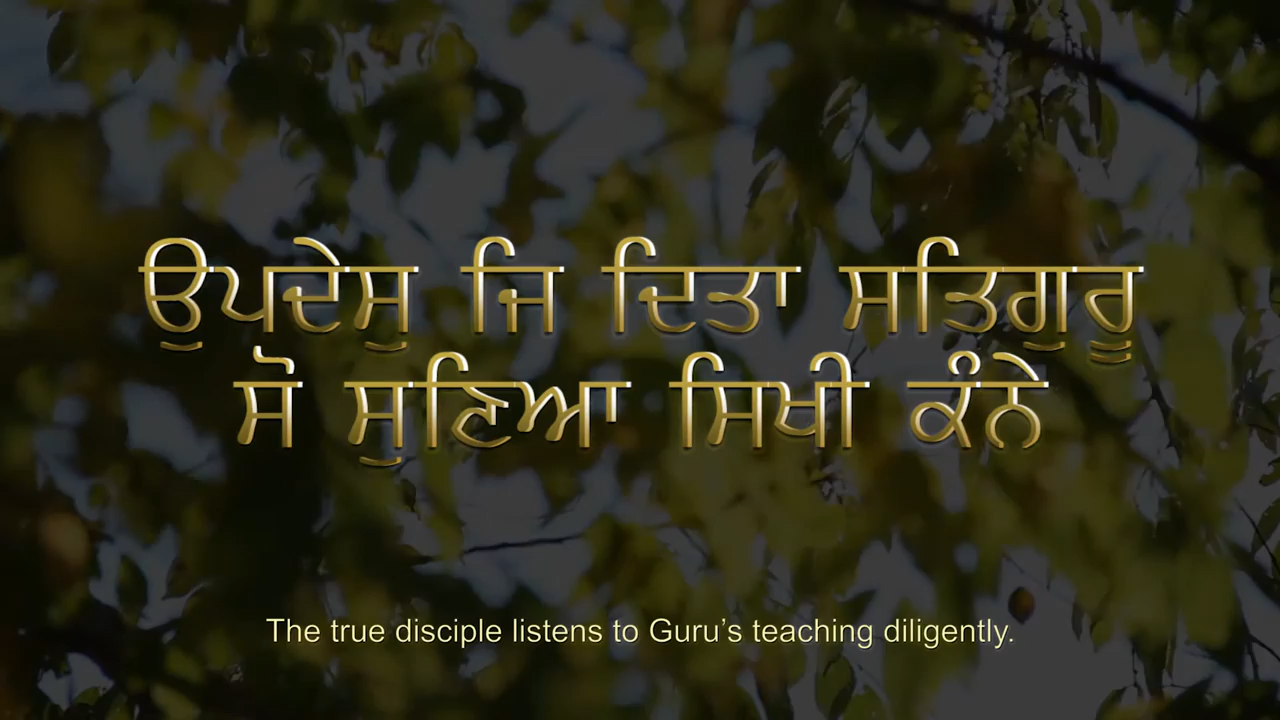 ਉਪਦੇਸੁ ਜਿ ਦਿਤਾ ਸਤਿਗੁਰੂ
ਸੋ ਸੁਣਿਆ ਸਿਖੀ ਕੰਨੇ
The true disciple listens to Guru’s teaching diligently.